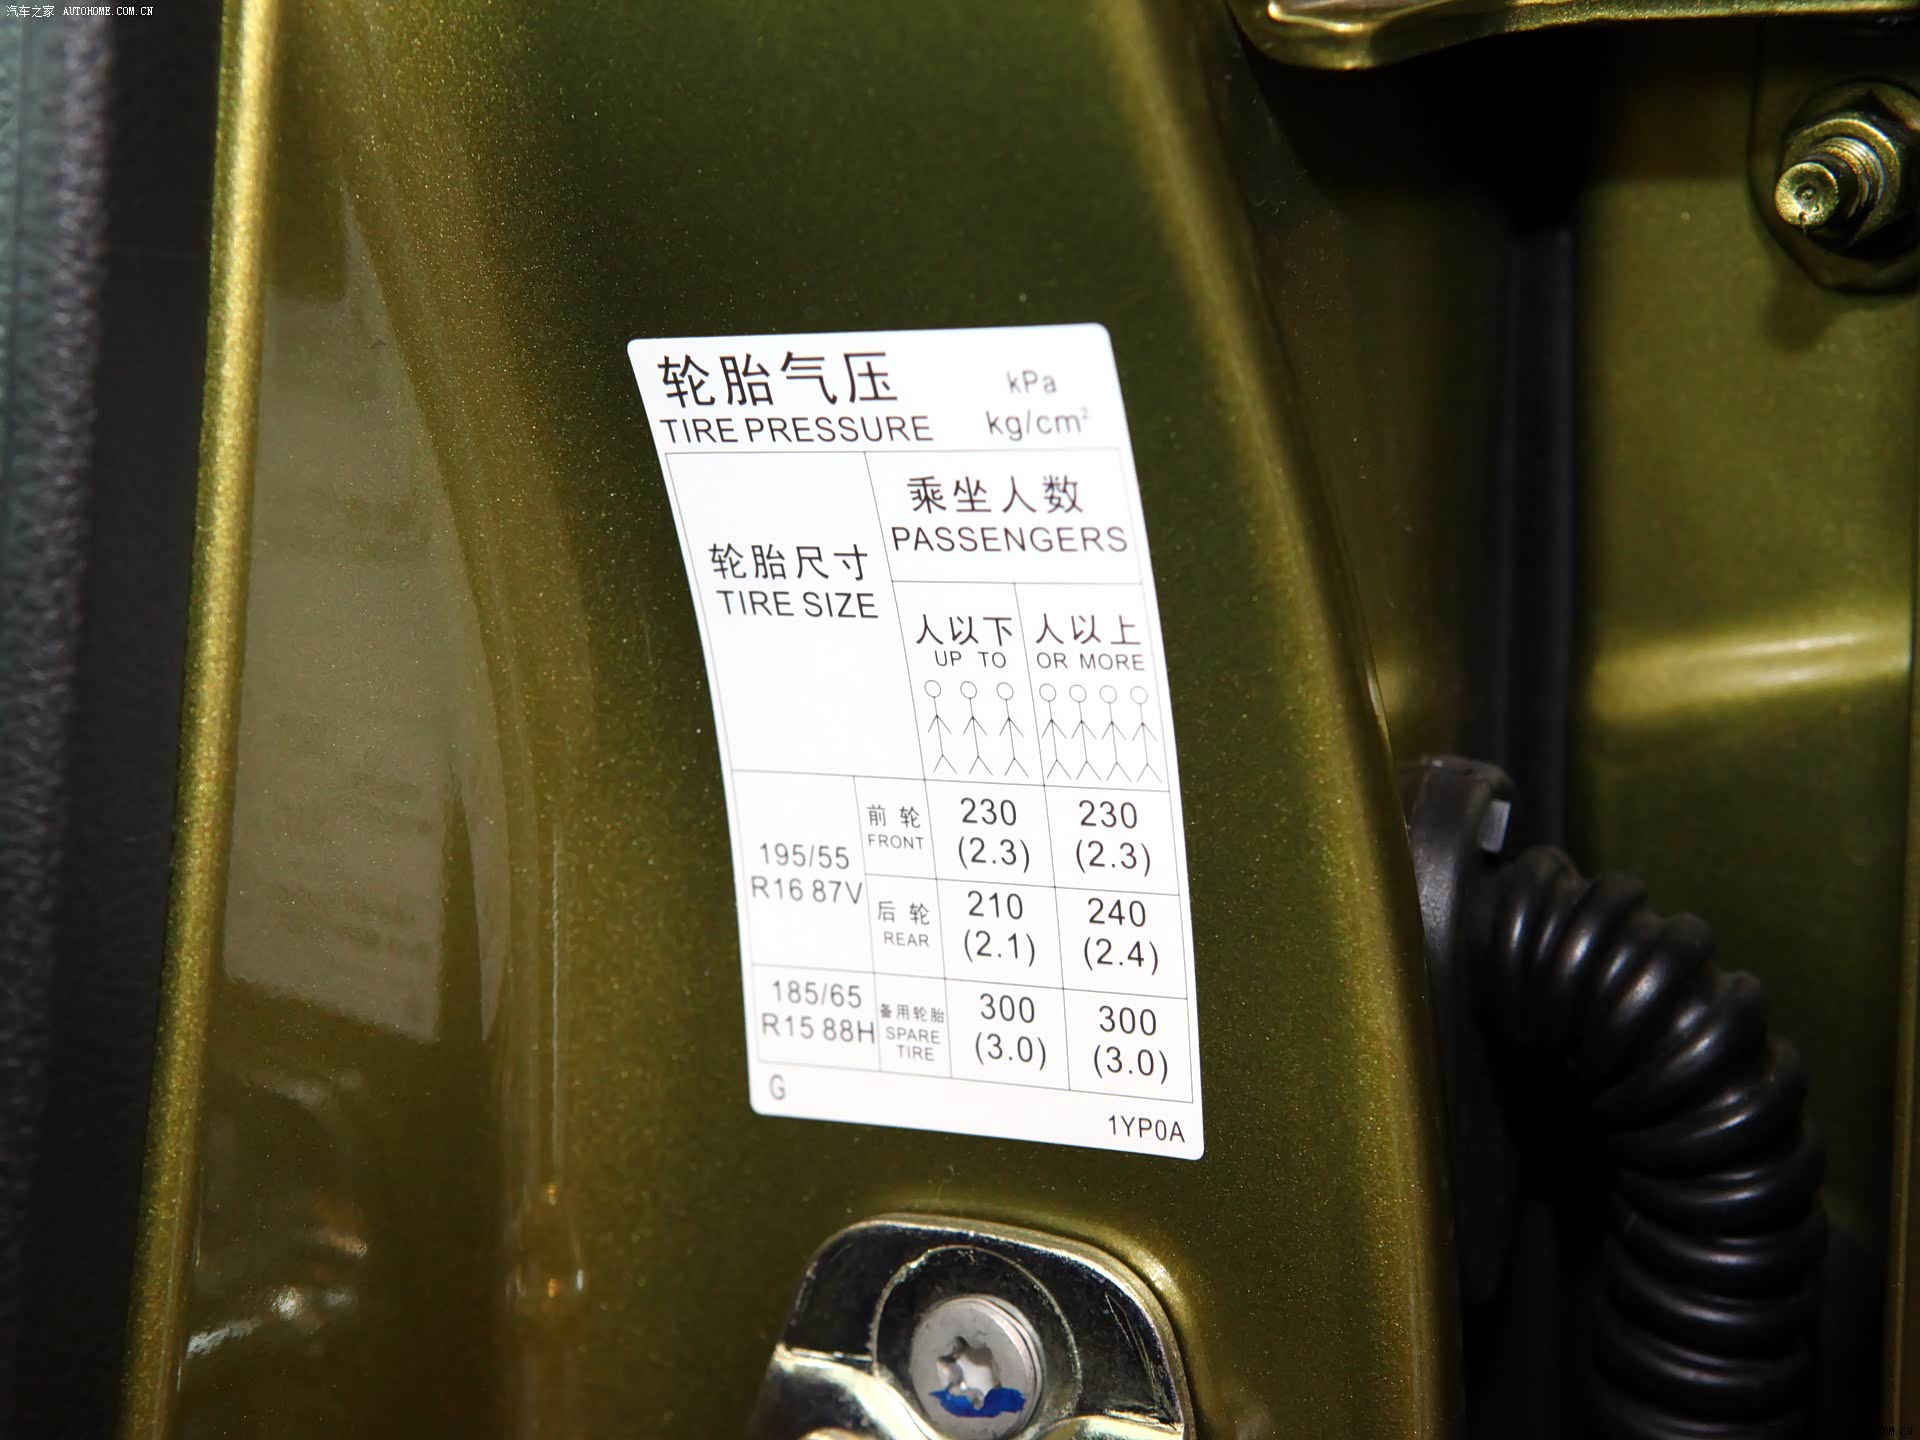 汽车之家 AUTOHOME.COM.CN
轮胎气压
TIRE PRESSURE
kPa
kg/cm²
轮胎尺寸
TIRE SIZE
乘坐人数
PASSENGERS
人以下
UP TO
人以上
OR MORE
195/55
R16 87V
前轮
FRONT
230
(2.3)
230
(2.3)
后轮
REAR
210
(2.1)
240
(2.4)
185/65
R15 88H
备用轮胎
SPARE
TIRE
300
(3.0)
300
(3.0)
G
1YP0A